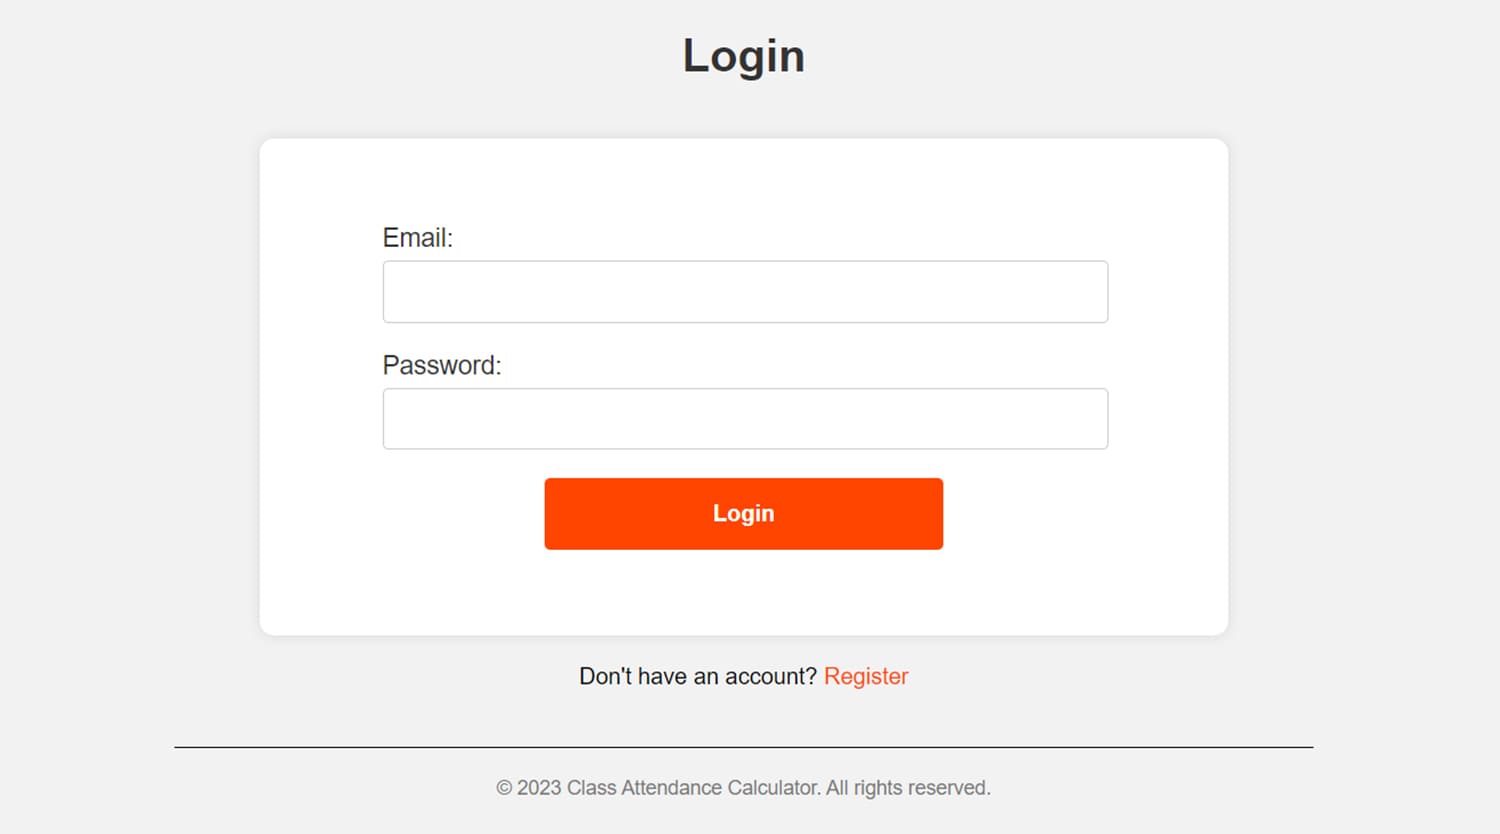 Login
Email:
Password:
Login
Don't have an account? Register
© 2023 Class Attendance Calculator. All rights reserved.